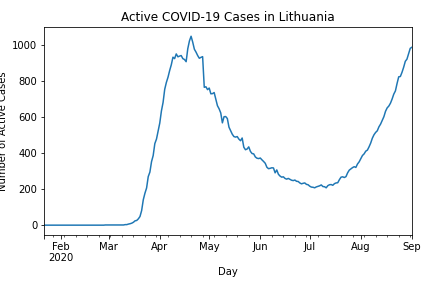 Active COVID-19 Cases in Lithuania
Number of Active Cases
1000
800
600
400
200
0
Feb
2020
Mar
Apr
May
Jun
Jul
Aug
Sep
Day